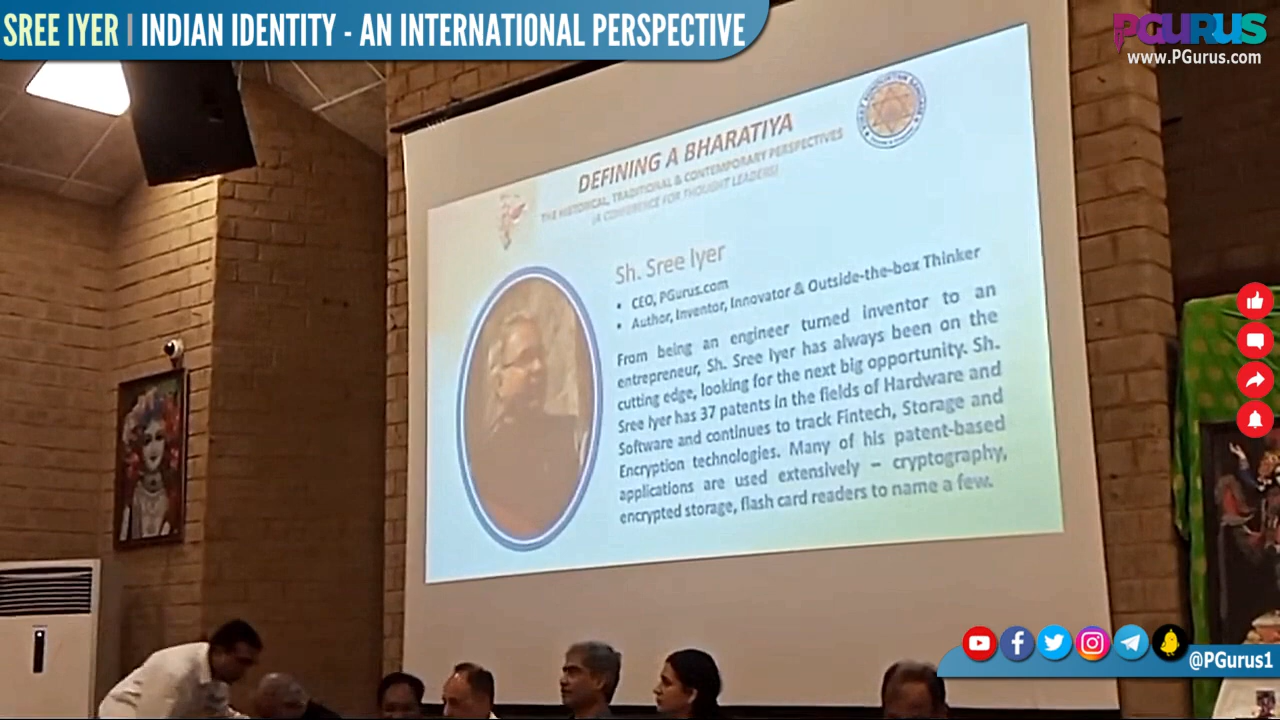 SREE IYER | INDIAN IDENTITY - AN INTERNATIONAL PERSPECTIVE
PGURUS
www.PGurus.com
DEFINING A BHARATIYA
THE HISTORICAL, TRADITIONAL & CONTEMPORARY PERSPECTIVES
(A CONFERENCE FOR THOUGHT LEADERS)
Sh. Sree Iyer
• CEO, PGurus.com
• Author, Inventor, Innovator & Outside-the-box Thinker
From being an engineer turned inventor to an
entrepreneur, Sh. Sree Iyer has always been on the
cutting edge, looking for the next big opportunity. Sh.
Sree Iyer has 37 patents in the fields of Hardware and
Software and continues to track Fintech, Storage and
Encryption technologies. Many of his patent-based
applications are used extensively – cryptography,
encrypted storage, flash card readers to name a few.
@PGurus1